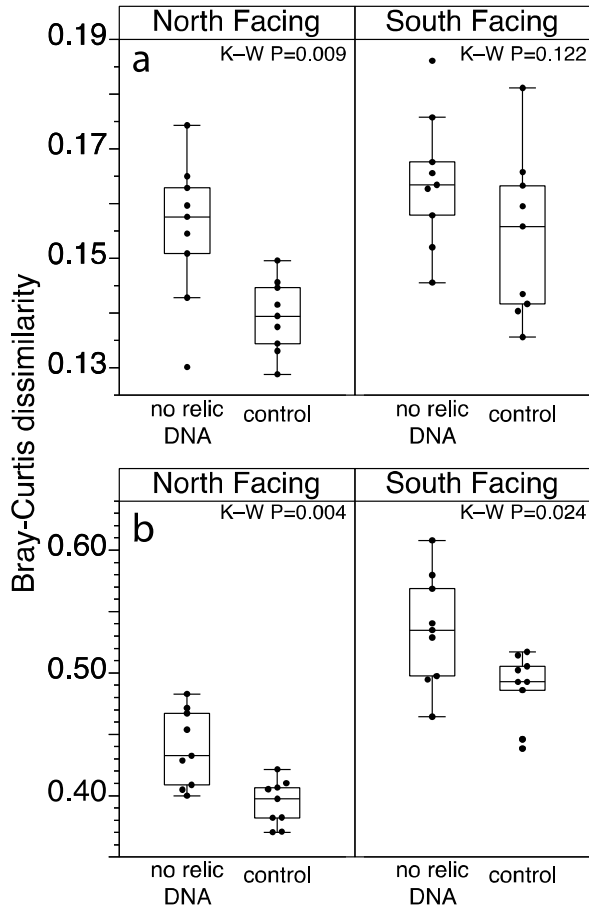 North Facing South Facing
a K–W P=0.009 K–W P=0.122
0.19
0.17
0.15
0.13
no relic DNA control no relic DNA control
Bray-Curtis dissimilarity
North Facing South Facing
b K–W P=0.004 K–W P=0.024
0.60
0.50
0.40
no relic DNA control no relic DNA control